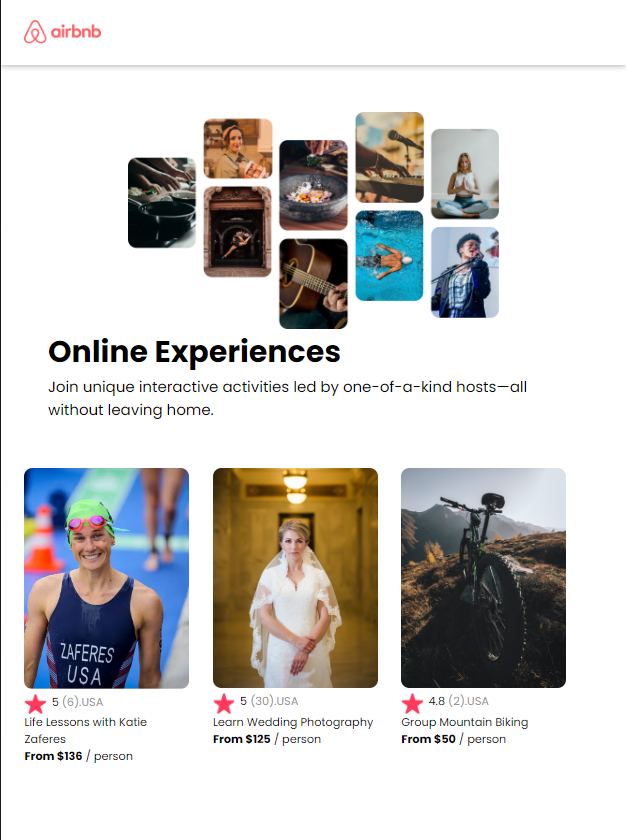 airbnb
Online Experiences
Join unique interactive activities led by one-of-a-kind hosts—all
without leaving home.
ZAFERES
USA
5 (6).USA
Life Lessons with Katie
Zaferes
From $136 / person
5 (30).USA
Learn Wedding Photography
From $125 / person
4.8 (2).USA
Group Mountain Biking
From $50 / person